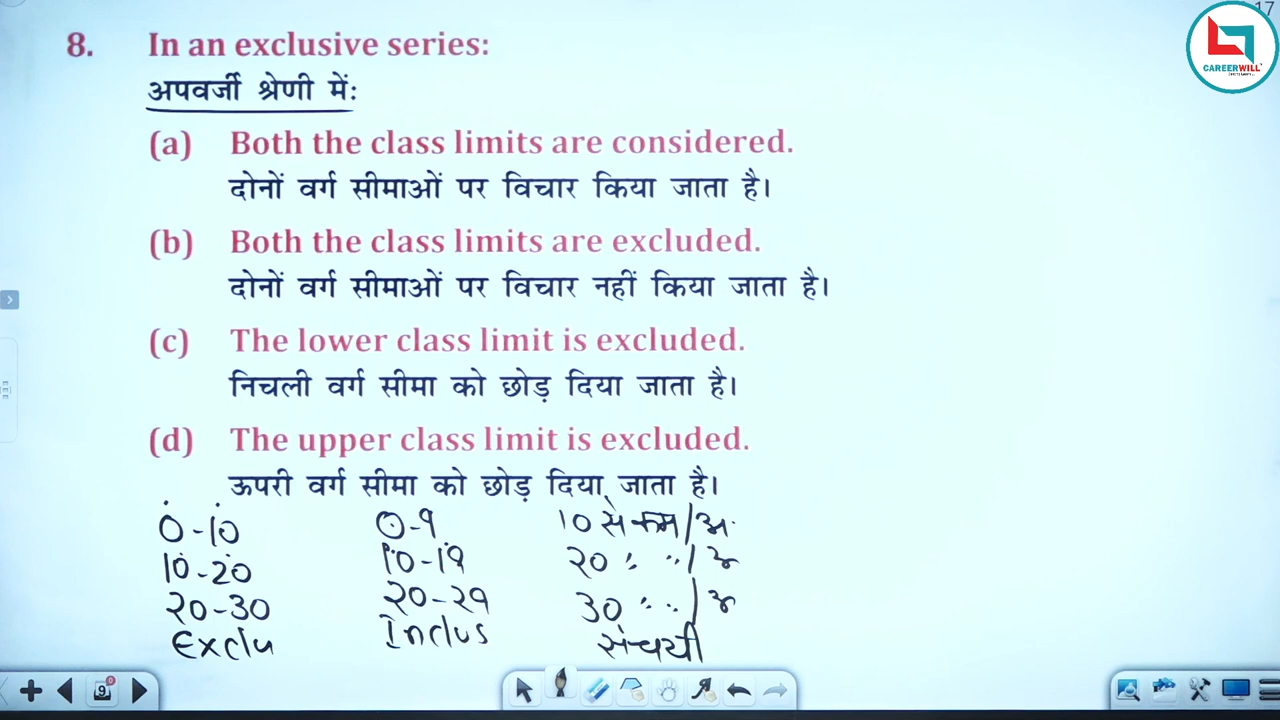 17
CAREERWILL
8. In an exclusive series:
अपवर्जी श्रेणी में:
(a) Both the class limits are considered.
दोनों वर्ग सीमाओं पर विचार किया जाता है।
(b) Both the class limits are excluded.
दोनों वर्ग सीमाओं पर विचार नहीं किया जाता है।
(c) The lower class limit is excluded.
निचली वर्ग सीमा को छोड़ दिया जाता है।
(d) The upper class limit is excluded.
ऊपरी वर्ग सीमा को छोड़ दिया जाता है।
0-10 0-9 10 से कम/अ.
10-20 10-19 20 " "/अ
20-30 20-29 30 " "/अ
Exclu Inclus संचयी
9